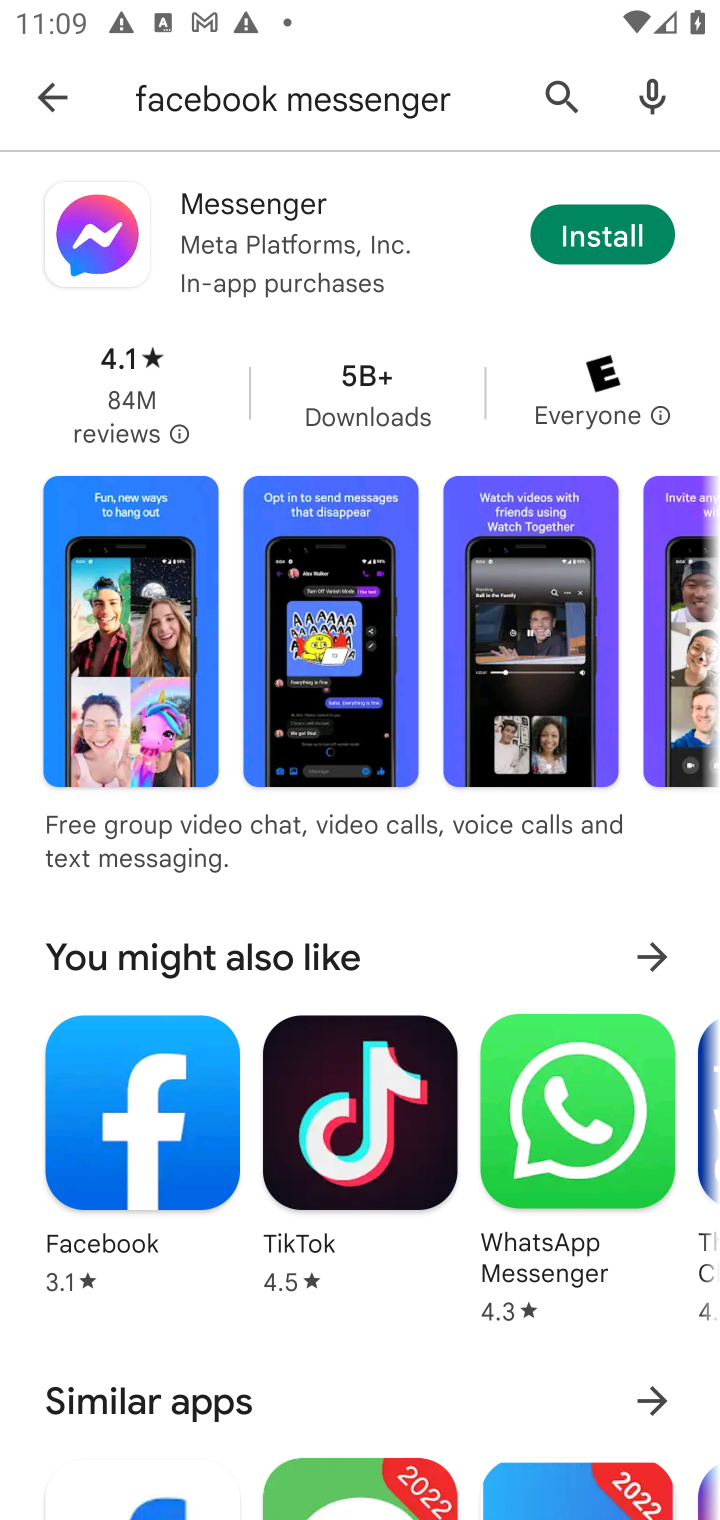 11:09
facebook messenger
Messenger
Meta Platforms, Inc.
In-app purchases
Install
4.1★
84M
reviews
5B+
Downloads
E
Everyone
Fun, new ways
to hang out
Opt in to send messages
that disappear
Watch videos with
friends using
Watch Together
Free group video chat, video calls, voice calls and
text messaging.
You might also like
Facebook
3.1★
TikTok
4.5★
WhatsApp
Messenger
4.3★
Similar apps
2022
2022